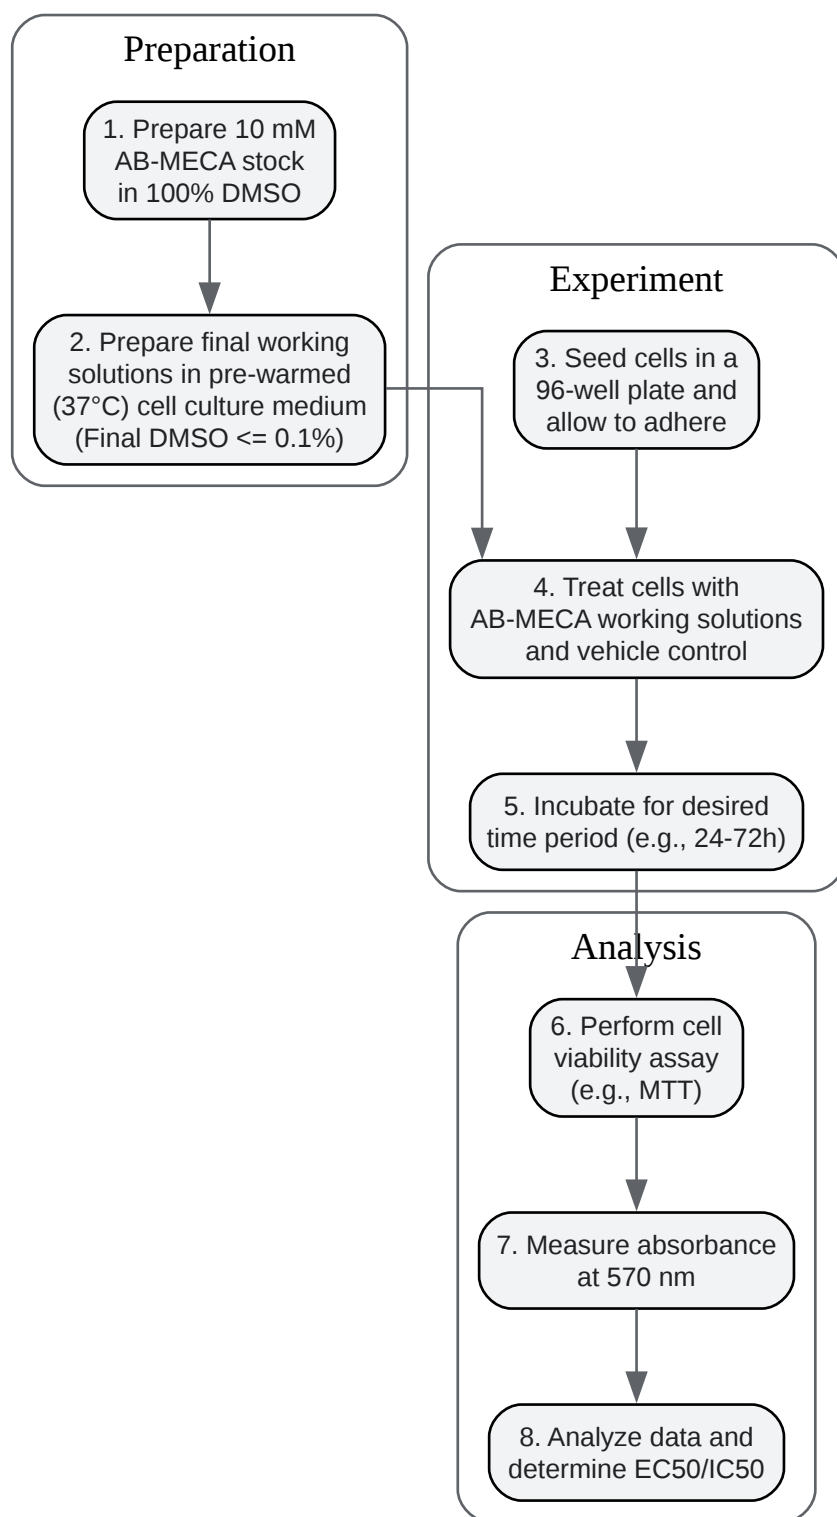 Preparation
1. Prepare 10 mM
AB-MECA stock
in 100% DMSO
2. Prepare final working
solutions in pre-warmed
(37°C) cell culture medium
(Final DMSO <= 0.1%)
Experiment
3. Seed cells in a
96-well plate and
allow to adhere
4. Treat cells with
AB-MECA working solutions
and vehicle control
5. Incubate for desired
time period (e.g., 24-72h)
Analysis
6. Perform cell
viability assay
(e.g., MTT)
7. Measure absorbance
at 570 nm
8. Analyze data and
determine EC50/IC50